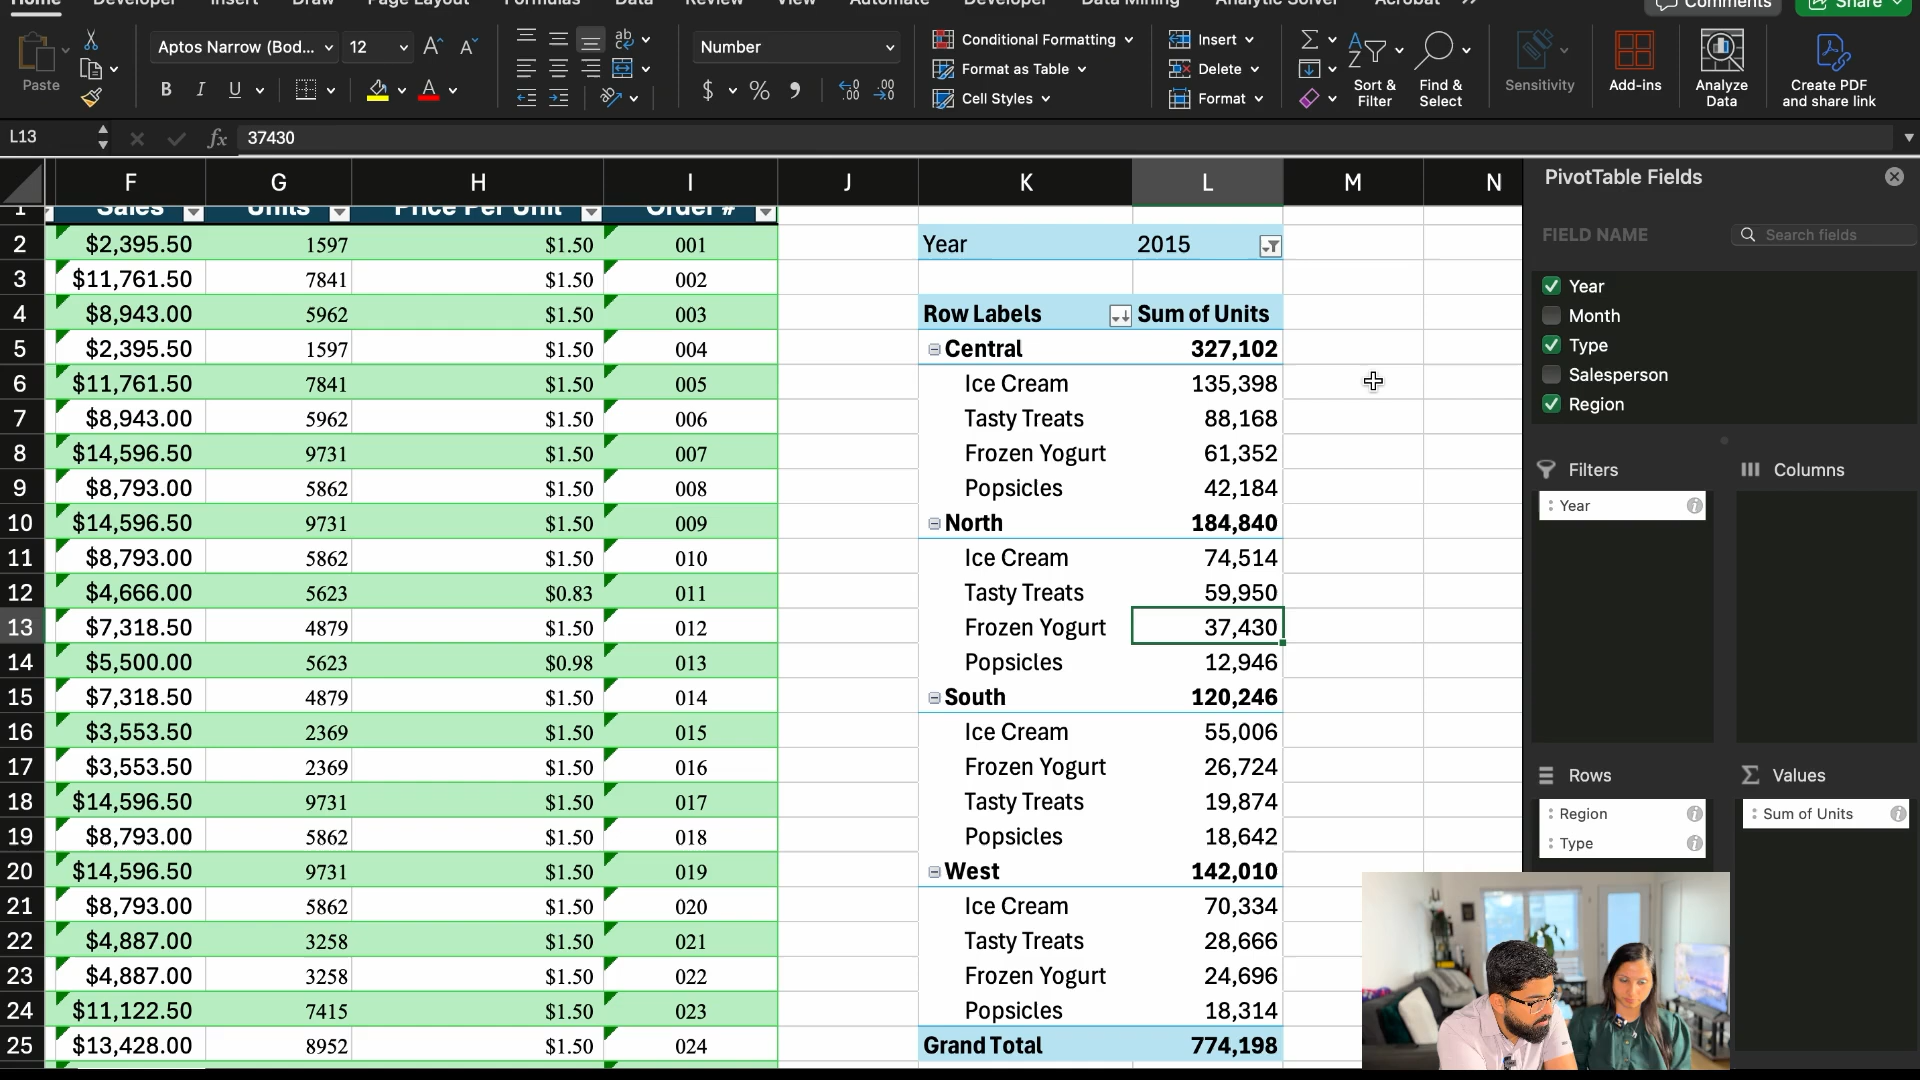 Home Developer Insert Draw Page Layout Formulas Data Review View Automate Developer Data Mining Analytic Solver Acrobat >> Comments Share
Paste
Aptos Narrow (Bod... 12 A^ A˅
B I U A
ab
Number
$ % , .00 .00
Conditional Formatting
Format as Table
Cell Styles
Insert
Delete
Format
Sort &
Filter
Find &
Select
Sensitivity
Add-ins
Analyze
Data
Create PDF
and share link
L13 fx 37430
F G H I J K L M N
1 Sales Units Price Per Unit Order #
2 $2,395.50 1597 $1.50 001 Year 2015
3 $11,761.50 7841 $1.50 002
4 $8,943.00 5962 $1.50 003 Row Labels Sum of Units
5 $2,395.50 1597 $1.50 004 Central 327,102
6 $11,761.50 7841 $1.50 005 Ice Cream 135,398
7 $8,943.00 5962 $1.50 006 Tasty Treats 88,168
8 $14,596.50 9731 $1.50 007 Frozen Yogurt 61,352
9 $8,793.00 5862 $1.50 008 Popsicles 42,184
10 $14,596.50 9731 $1.50 009 North 184,840
11 $8,793.00 5862 $1.50 010 Ice Cream 74,514
12 $4,666.00 5623 $0.83 011 Tasty Treats 59,950
13 $7,318.50 4879 $1.50 012 Frozen Yogurt 37,430
14 $5,500.00 5623 $0.98 013 Popsicles 12,946
15 $7,318.50 4879 $1.50 014 South 120,246
16 $3,553.50 2369 $1.50 015 Ice Cream 55,006
17 $3,553.50 2369 $1.50 016 Frozen Yogurt 26,724
18 $14,596.50 9731 $1.50 017 Tasty Treats 19,874
19 $8,793.00 5862 $1.50 018 Popsicles 18,642
20 $14,596.50 9731 $1.50 019 West 142,010
21 $8,793.00 5862 $1.50 020 Ice Cream 70,334
22 $4,887.00 3258 $1.50 021 Tasty Treats 28,666
23 $4,887.00 3258 $1.50 022 Frozen Yogurt 24,696
24 $11,122.50 7415 $1.50 023 Popsicles 18,314
25 $13,428.00 8952 $1.50 024 Grand Total 774,198
PivotTable Fields
FIELD NAME Search fields
Year
Month
Type
Salesperson
Region
Filters Columns
Year
Rows Values
Region Sum of Units
Type